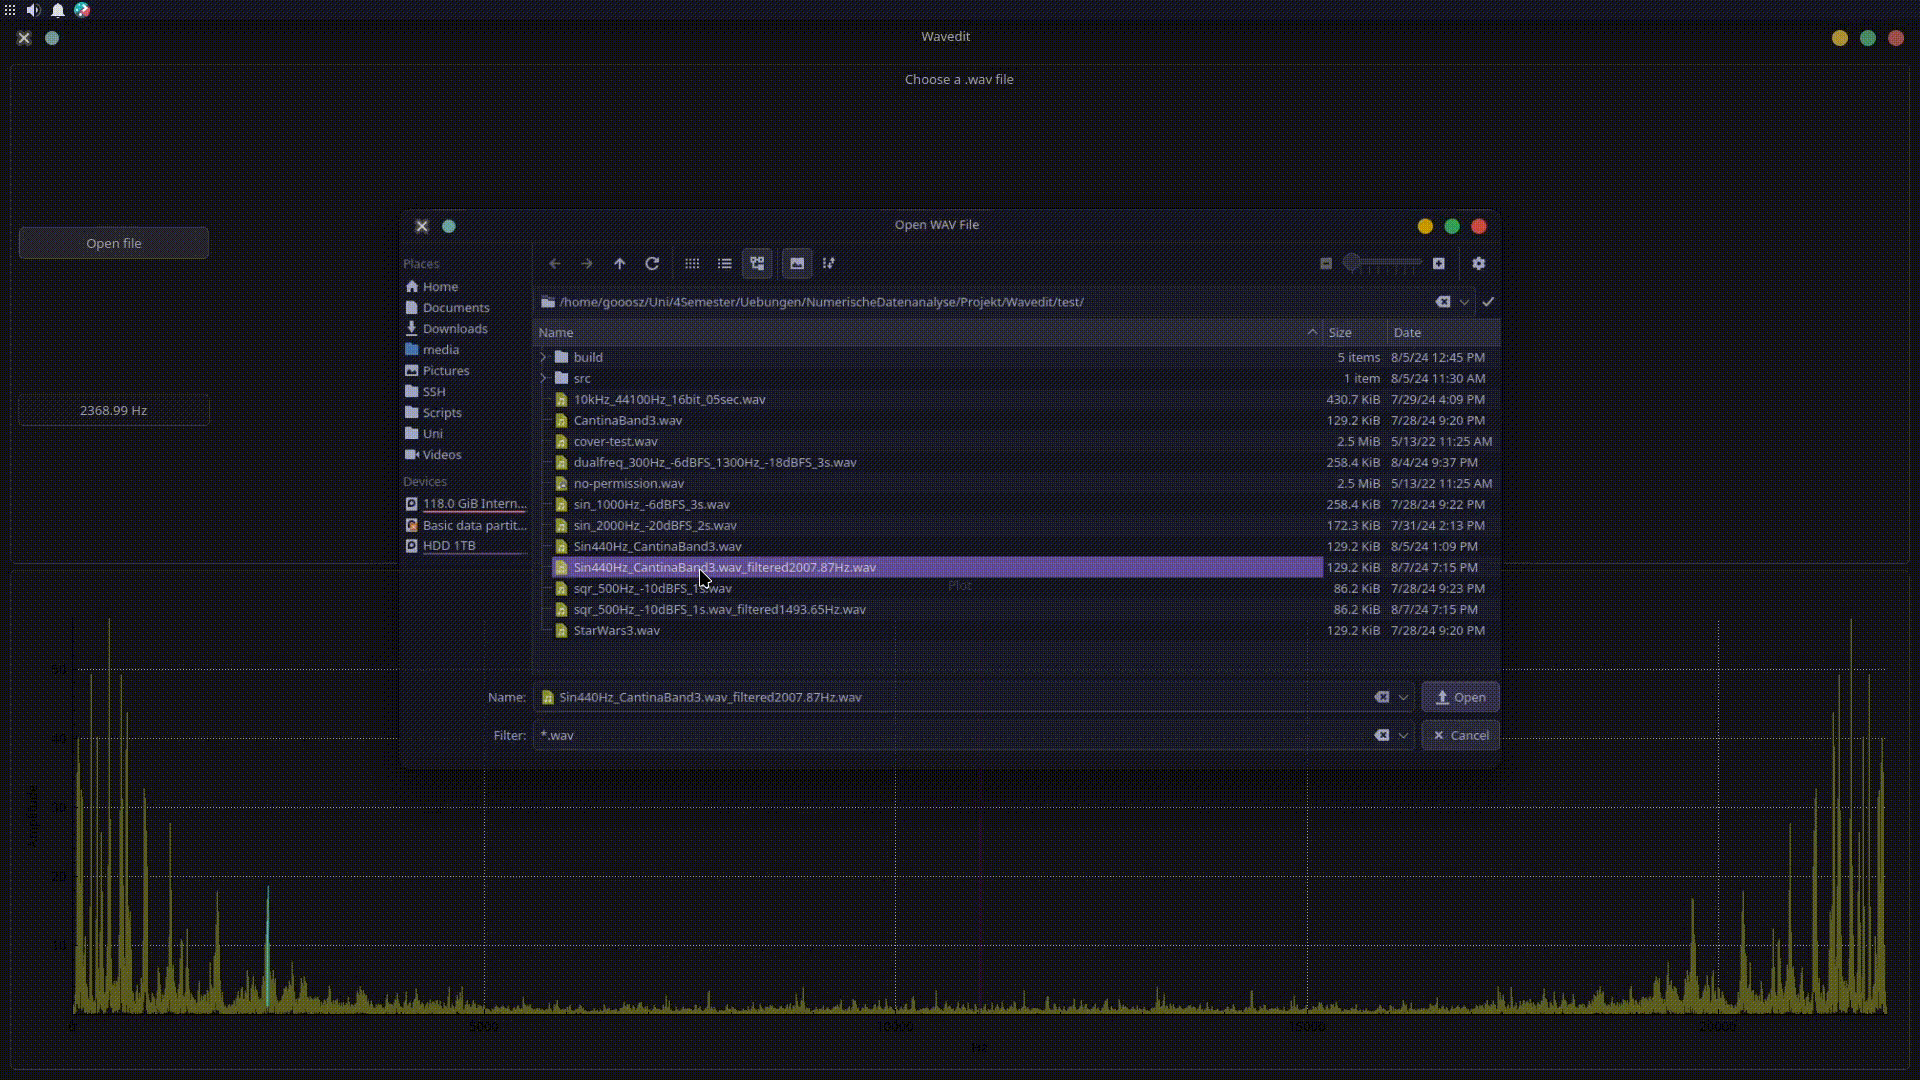 Wavedit
Choose a .wav file
Open file
2368.99 Hz
Open WAV File
Places
Home
Documents
Downloads
media
Pictures
SSH
Scripts
Uni
Videos
Devices
118.0 GiB Intern...
Basic data partit...
HDD 1TB
/home/gooosz/Uni/4Semester/Uebungen/NumerischeDatenanalyse/Projekt/Wavedit/test/
Name Size Date
build 5 items 8/5/24 12:45 PM
src 1 item 8/5/24 11:30 AM
10kHz_44100Hz_16bit_05sec.wav 430.7 KiB 7/29/24 4:09 PM
CantinaBand3.wav 129.2 KiB 7/28/24 9:20 PM
cover-test.wav 2.5 MiB 5/13/22 11:25 AM
dualfreq_300Hz_-6dBFS_1300Hz_-18dBFS_3s.wav 258.4 KiB 8/4/24 9:37 PM
no-permission.wav 2.5 MiB 5/13/22 11:25 AM
sin_1000Hz_-6dBFS_3s.wav 258.4 KiB 7/28/24 9:22 PM
sin_2000Hz_-20dBFS_2s.wav 172.3 KiB 7/31/24 2:13 PM
Sin440Hz_CantinaBand3.wav 129.2 KiB 8/5/24 1:09 PM
Sin440Hz_CantinaBand3.wav_filtered2007.87Hz.wav 129.2 KiB 8/7/24 7:15 PM
sqr_500Hz_-10dBFS_1s.wav 86.2 KiB 7/28/24 9:23 PM
sqr_500Hz_-10dBFS_1s.wav_filtered1493.65Hz.wav 86.2 KiB 8/7/24 7:15 PM
StarWars3.wav 129.2 KiB 7/28/24 9:20 PM
Name: Sin440Hz_CantinaBand3.wav_filtered2007.87Hz.wav Open
Filter: *.wav Cancel
Plot
Amplitude
50
40
30
20
10
0 5000 10000 15000 20000
Hz